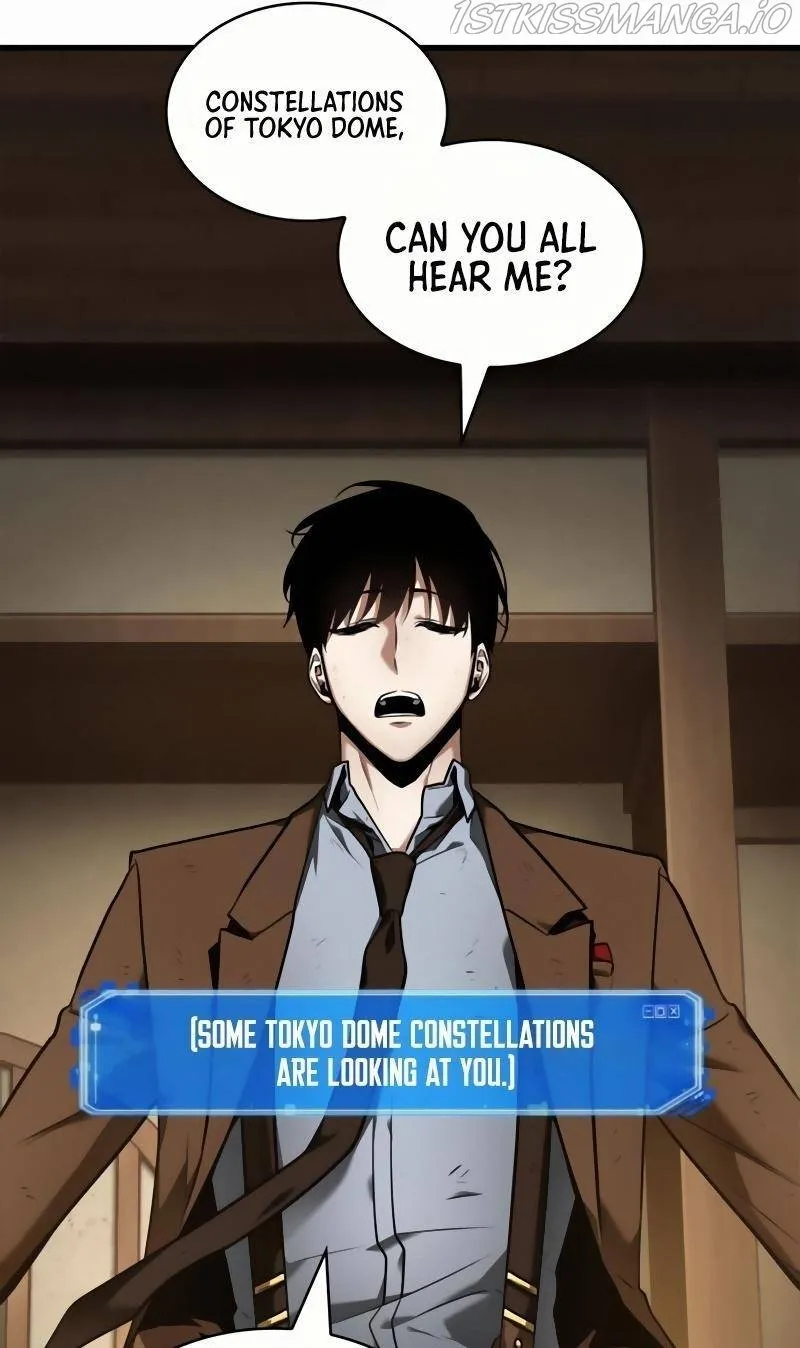 1STKISSMANGA.IO
CONSTELLATIONS
OF TOKYO DOME,
CAN YOU ALL
HEAR ME?
[SOME TOKYO DOME CONSTELLATIONS
ARE LOOKING AT YOU.]